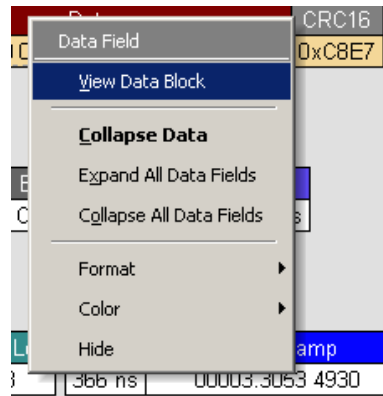 CRC16
Data Field
0xC8E7
View Data Block
Collapse Data
Expand All Data Fields
Collapse All Data Fields
Format
Color
Hide
366 ns
00003.3053 4930